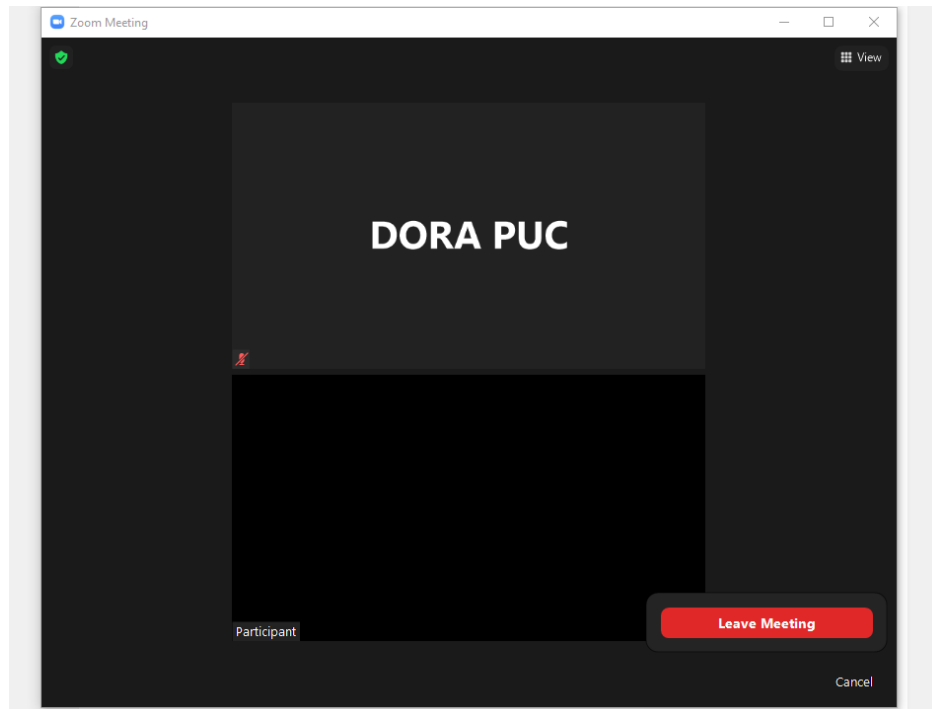 Zoom Meeting
View
DORA PUC
Participant
Leave Meeting
Cancel